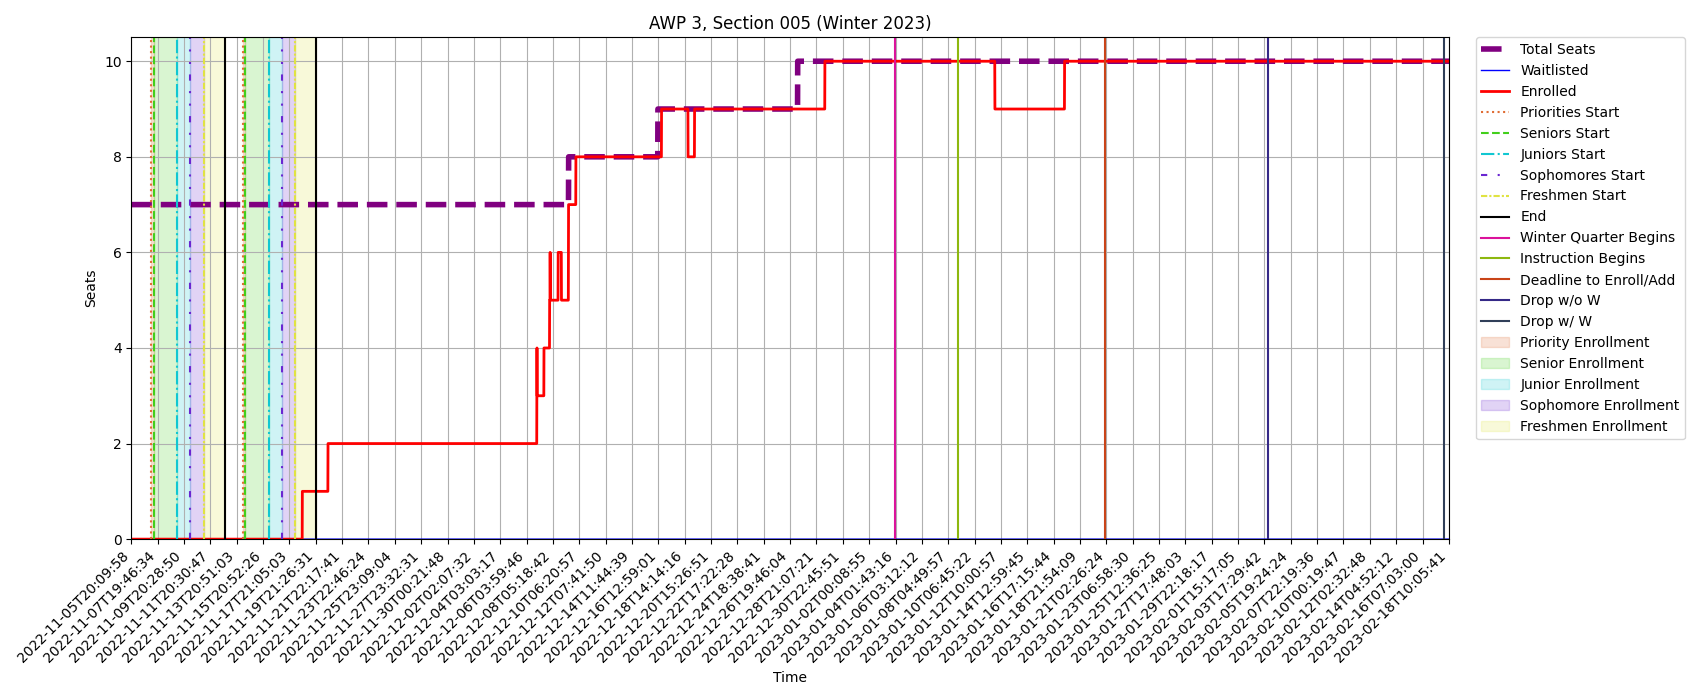 AWP 3, Section 005 (Winter 2023)
Total Seats
Waitlisted
Enrolled
Priorities Start
Seniors Start
Juniors Start
Sophomores Start
Freshmen Start
End
Winter Quarter Begins
Instruction Begins
Deadline to Enroll/Add
Drop w/o W
Drop w/ W
Priority Enrollment
Senior Enrollment
Junior Enrollment
Sophomore Enrollment
Freshmen Enrollment
Seats
10
8
6
4
2
0
2022-11-05T20:09:58
2022-11-07T19:46:34
2022-11-09T20:28:50
2022-11-11T20:30:47
2022-11-13T20:51:03
2022-11-15T20:52:26
2022-11-17T21:05:03
2022-11-19T21:26:31
2022-11-21T22:17:41
2022-11-23T22:46:24
2022-11-25T23:09:04
2022-11-27T23:32:31
2022-11-30T00:21:48
2022-12-02T02:07:32
2022-12-04T03:03:17
2022-12-06T03:59:46
2022-12-08T05:18:42
2022-12-10T06:20:57
2022-12-12T07:41:50
2022-12-14T11:44:39
2022-12-16T12:59:01
2022-12-18T14:14:16
2022-12-20T15:26:51
2022-12-22T17:22:28
2022-12-24T18:38:41
2022-12-26T19:46:04
2022-12-28T21:07:21
2022-12-30T22:45:51
2023-01-02T00:08:55
2023-01-04T01:43:16
2023-01-06T03:12:12
2023-01-08T04:49:57
2023-01-10T06:45:22
2023-01-12T10:00:57
2023-01-14T12:59:45
2023-01-16T17:15:44
2023-01-18T21:54:09
2023-01-21T02:26:24
2023-01-23T06:58:30
2023-01-25T12:36:25
2023-01-27T17:48:03
2023-01-29T22:18:17
2023-02-01T15:17:05
2023-02-03T17:29:42
2023-02-05T19:24:24
2023-02-07T22:19:36
2023-02-10T00:19:47
2023-02-12T02:32:48
2023-02-14T04:52:12
2023-02-16T07:03:00
2023-02-18T10:05:41
Time